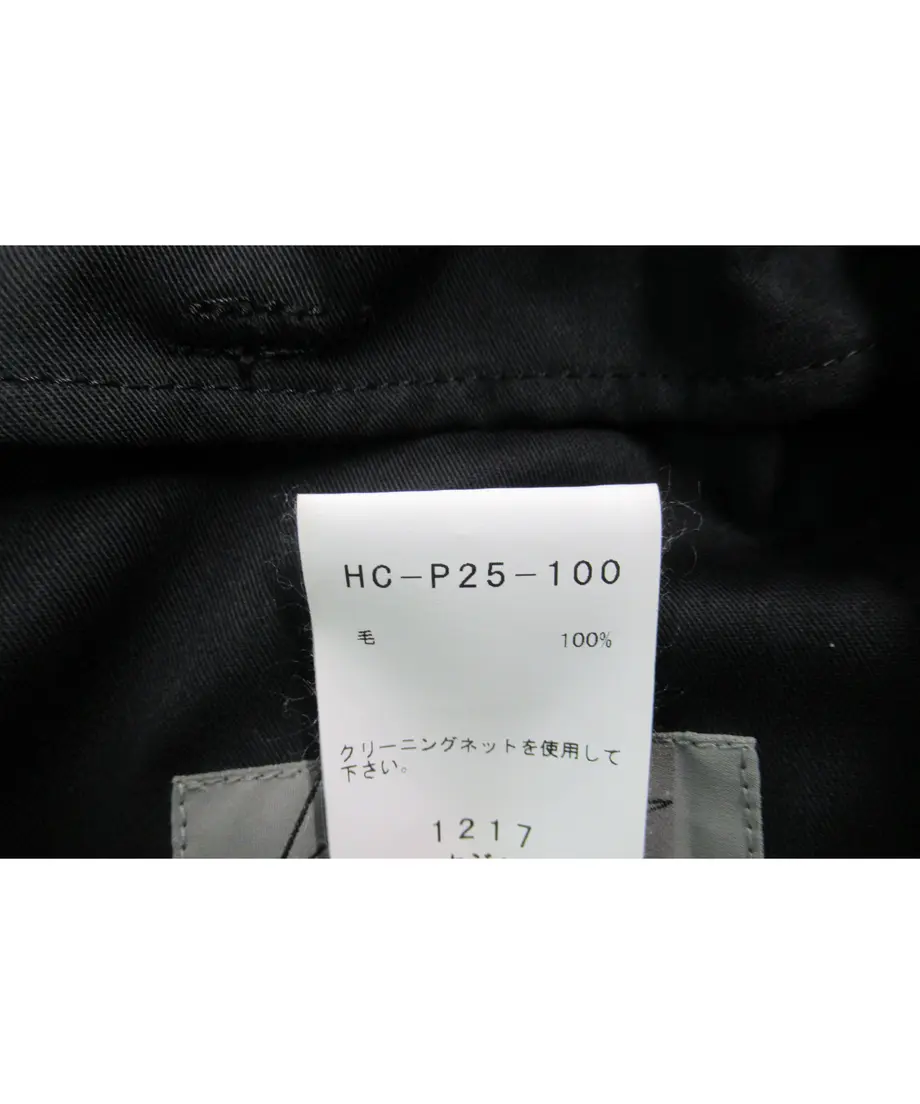 HC-P25-100
毛 100%
クリーニングネットを使用して
下さい。
1217